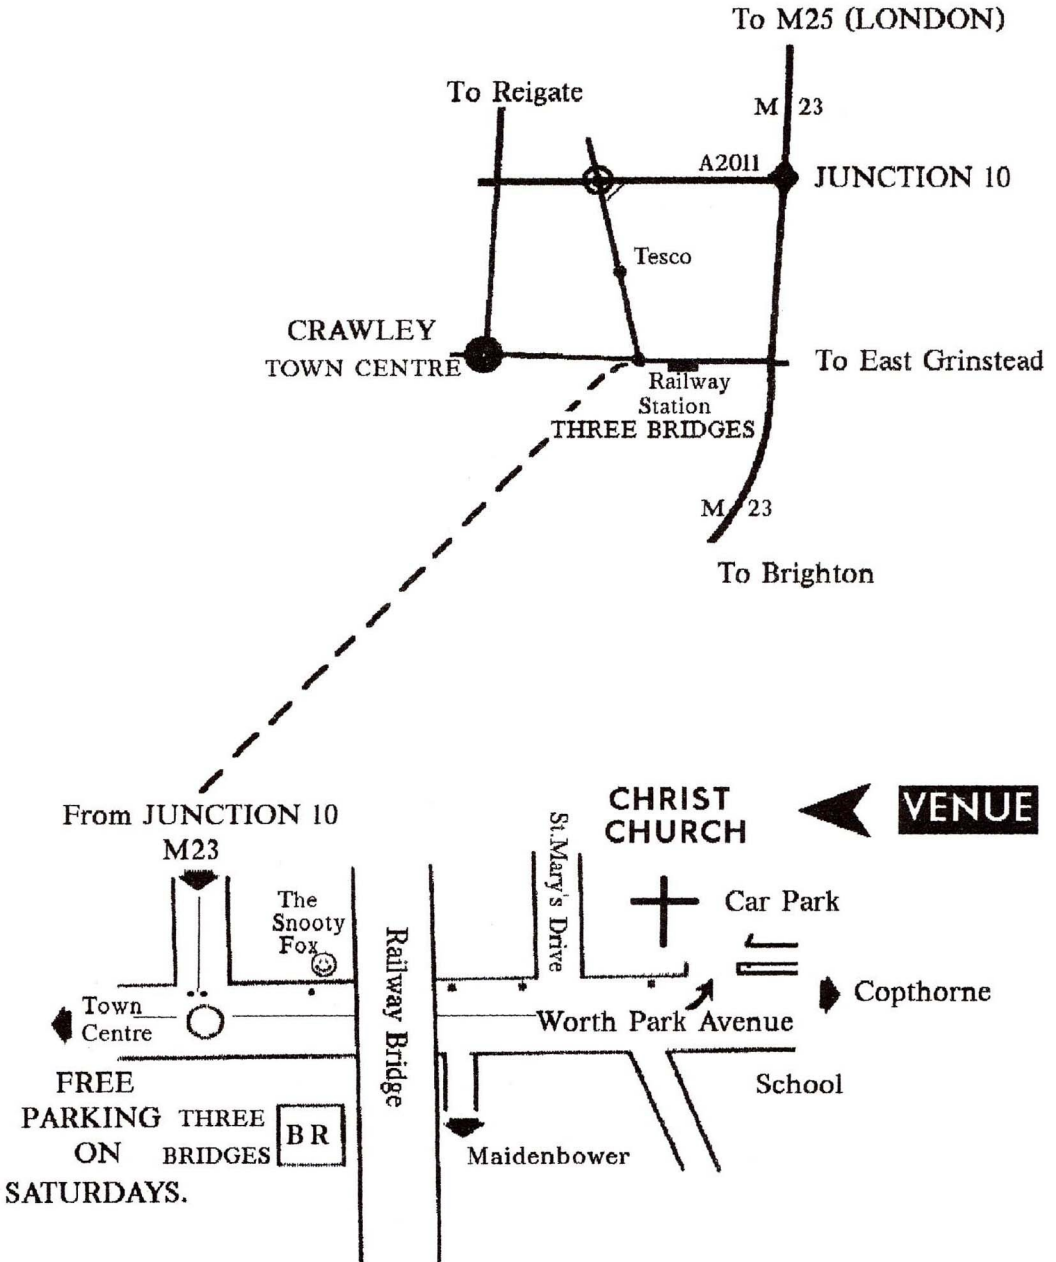 To M25 (LONDON)
To Reigate
M 23
A2011
JUNCTION 10
Tesco
CRAWLEY
TOWN CENTRE
To East Grinstead
Railway
Station
THREE BRIDGES
M 23
To Brighton
From JUNCTION 10
M23
CHRIST
CHURCH
VENUE
St.Mary's Drive
The
Snooty
Fox
Car Park
Railway Bridge
Town
Centre
Worth Park Avenue
Copthorne
FREE
PARKING
ON
SATURDAYS.
THREE
BRIDGES
BR
School
Maidenbower